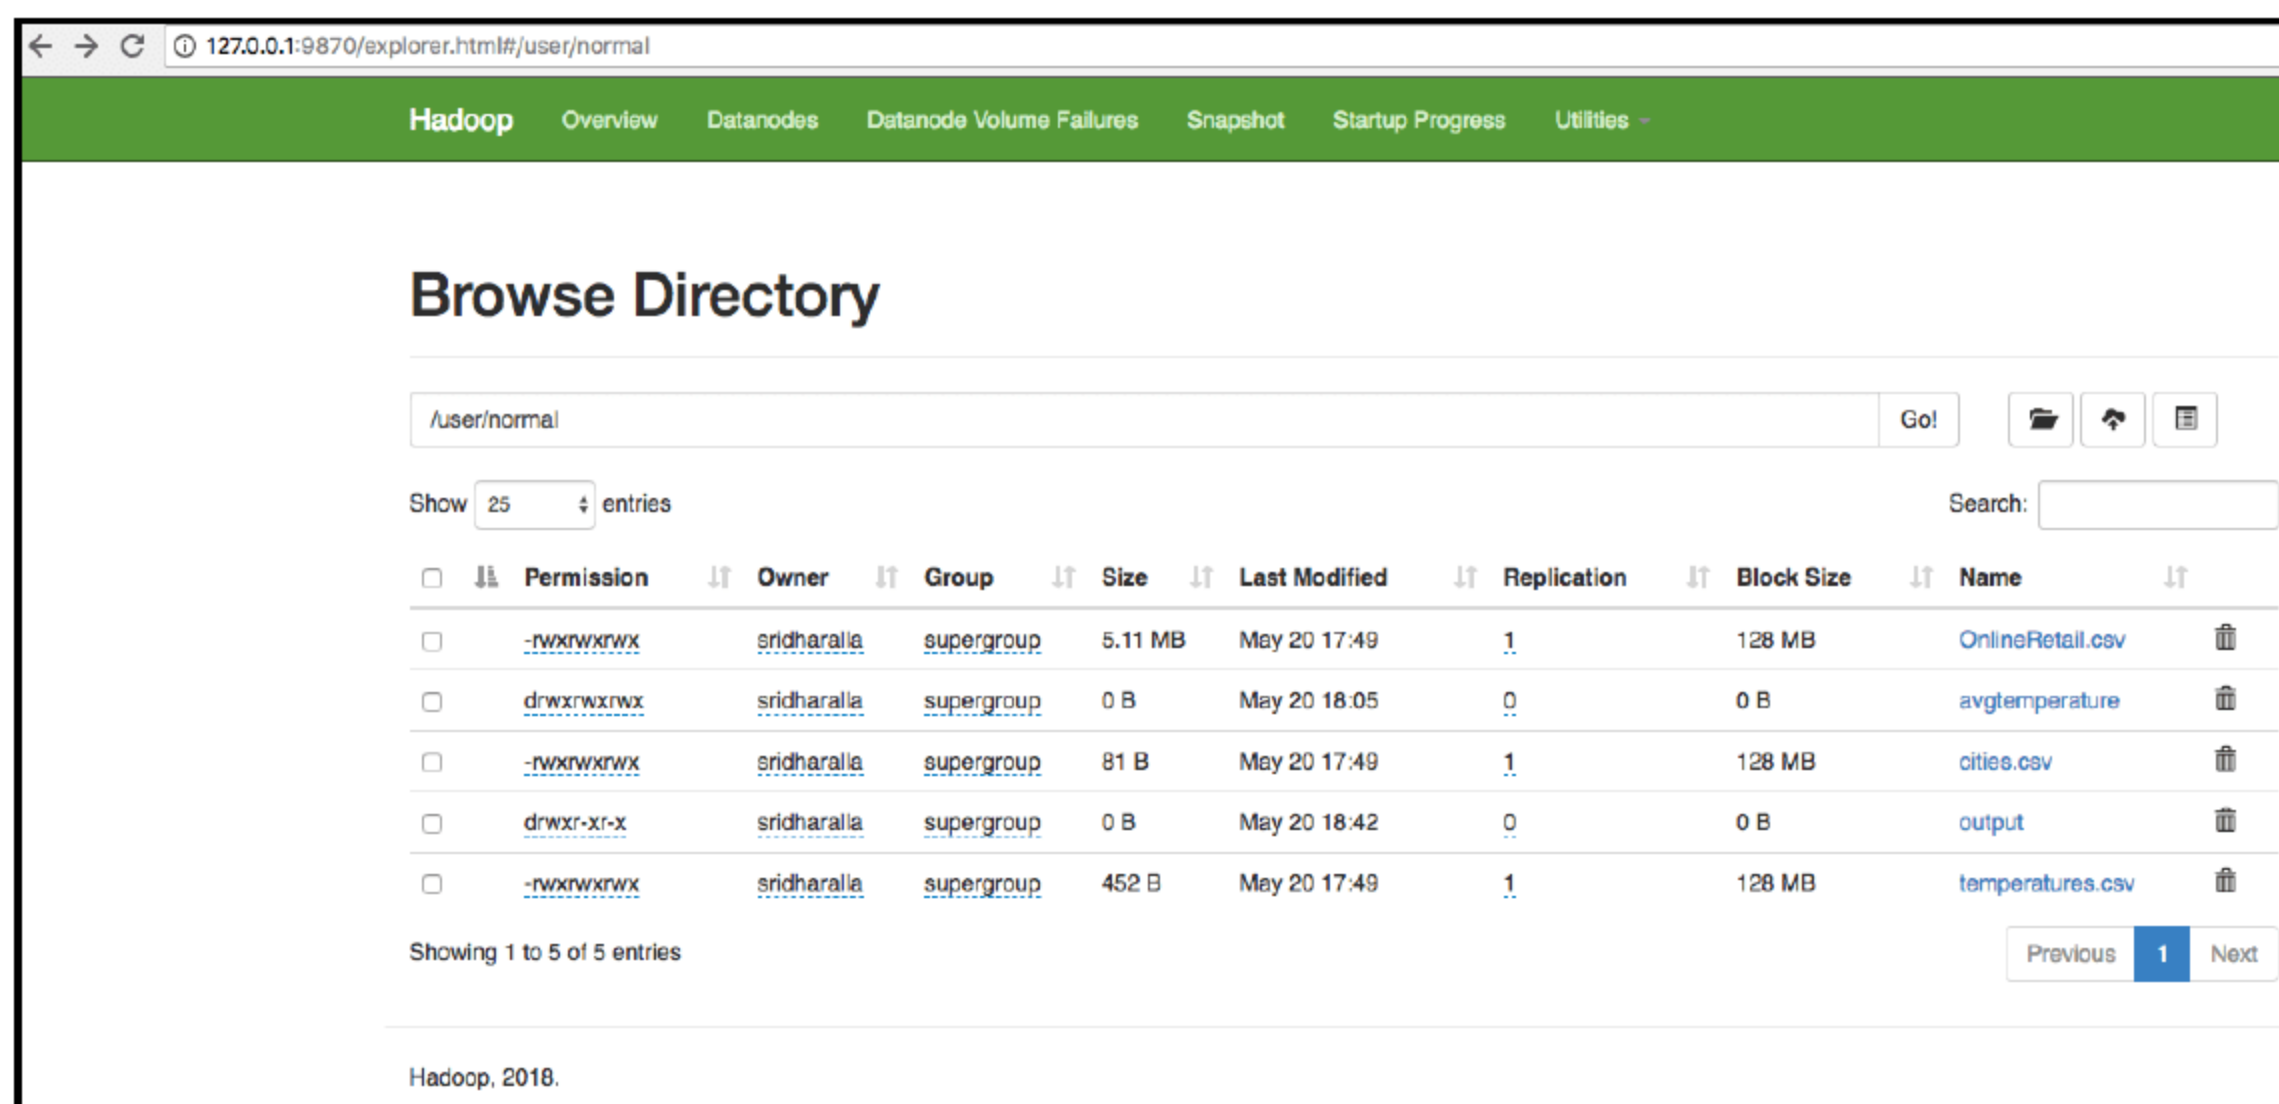 127.0.0.1:9870/explorer.html#/user/normal
Hadoop Overview Datanodes Datanode Volume Failures Snapshot Startup Progress Utilities
Browse Directory
/user/normal Go!
Show 25 entries Search:
Permission Owner Group Size Last Modified Replication Block Size Name
-rwxrwxrwx sridharalla supergroup 5.11 MB May 20 17:49 1 128 MB OnlineRetail.csv
drwxrwxrwx sridharalla supergroup 0 B May 20 18:05 0 0 B avgtemperature
-rwxrwxrwx sridharalla supergroup 81 B May 20 17:49 1 128 MB cities.csv
drwxr-xr-x sridharalla supergroup 0 B May 20 18:42 0 0 B output
-rwxrwxrwx sridharalla supergroup 452 B May 20 17:49 1 128 MB temperatures.csv
Showing 1 to 5 of 5 entries Previous 1 Next
Hadoop, 2018.